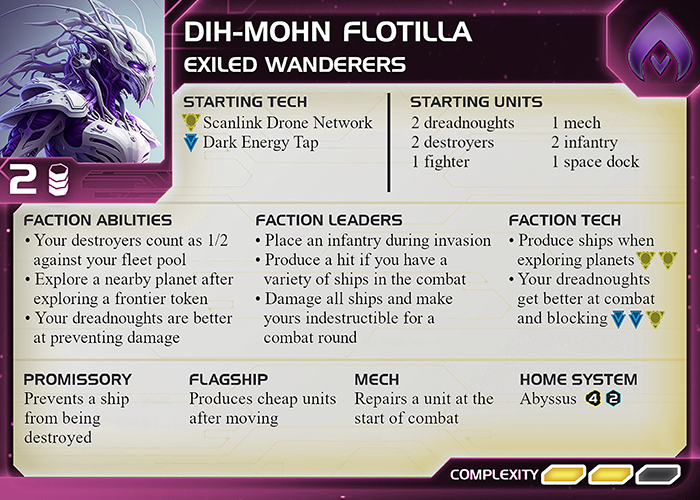 DIH-MOHN FLOTILLA
EXILED WANDERERS
STARTING TECH
Scanlink Drone Network
Dark Energy Tap
STARTING UNITS
2 dreadnoughts
2 destroyers
1 fighter
1 mech
2 infantry
1 space dock
2
FACTION ABILITIES
• Your destroyers count as 1/2
against your fleet pool
• Explore a nearby planet after
exploring a frontier token
• Your dreadnoughts are better
at preventing damage
FACTION LEADERS
• Place an infantry during invasion
• Produce a hit if you have a
variety of ships in the combat
• Damage all ships and make
yours indestructible for a
combat round
FACTION TECH
• Produce ships when
exploring planets
• Your dreadnoughts
get better at combat
and blocking
PROMISSORY
Prevents a ship
from being
destroyed
FLAGSHIP
Produces cheap units
after moving
MECH
Repairs a unit at the
start of combat
HOME SYSTEM
Abyssus 4 2
COMPLEXITY